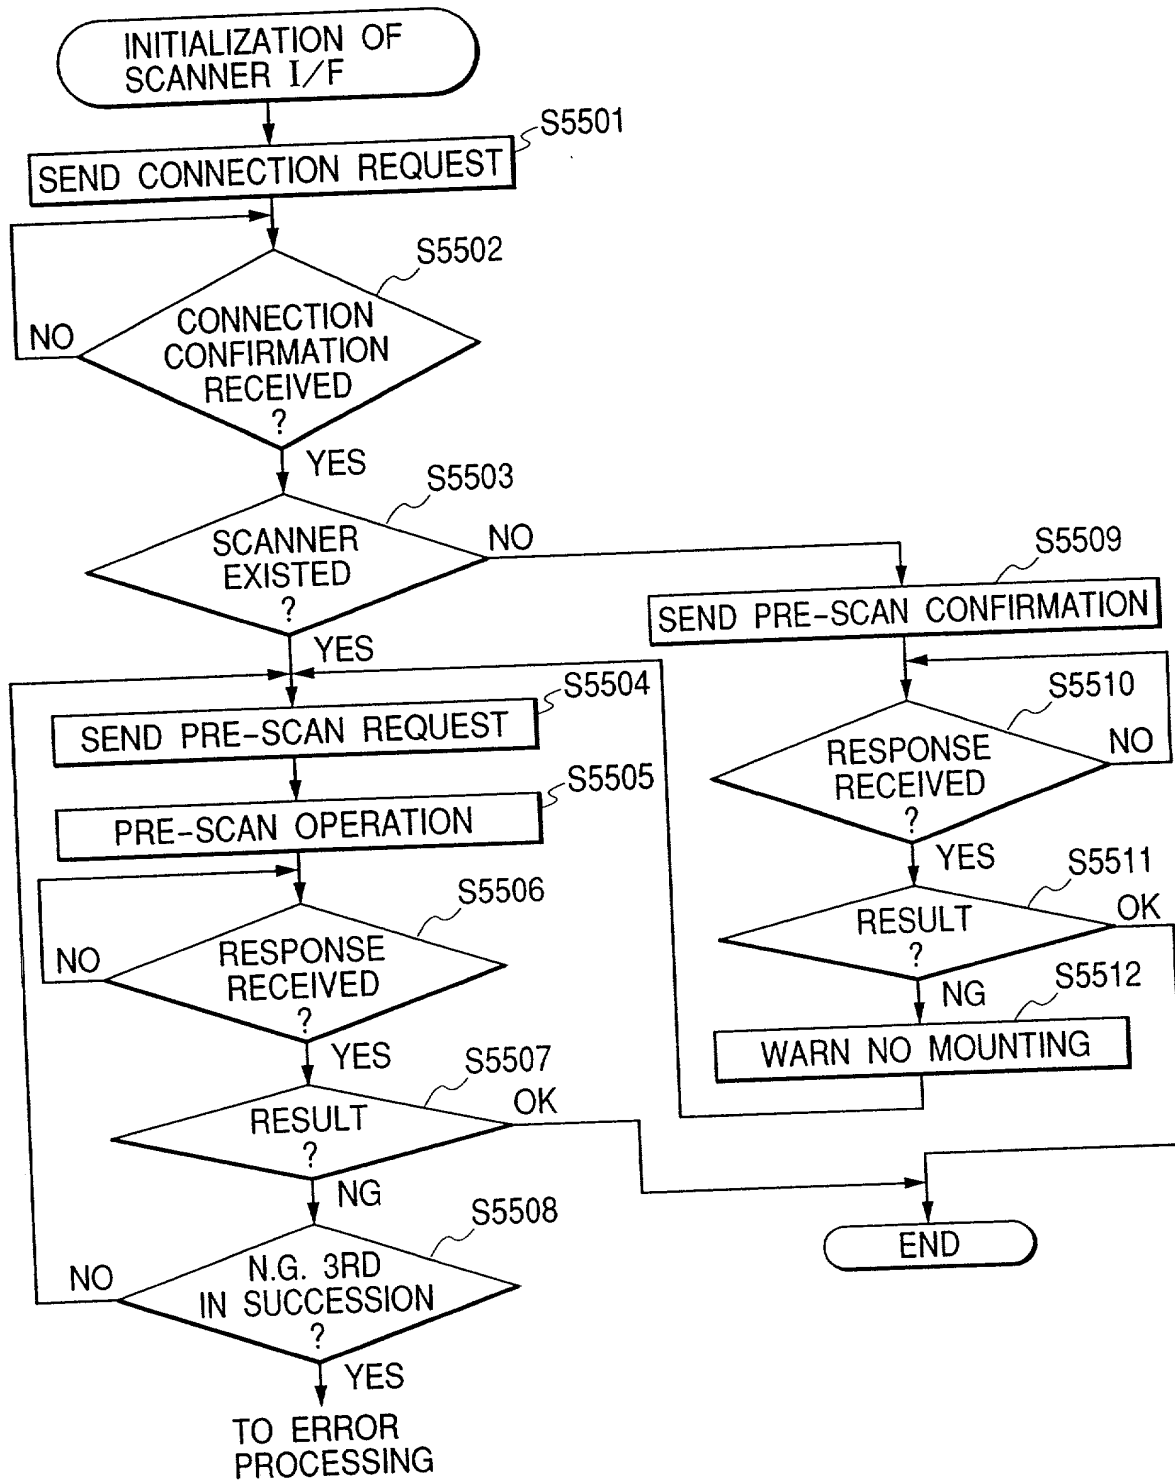 INITIALIZATION OF
SCANNER I/F
S5501
SEND CONNECTION REQUEST
S5502
CONNECTION
CONFIRMATION
RECEIVED
?
NO
YES
S5503
SCANNER
EXISTED
?
NO
YES
S5504
SEND PRE-SCAN REQUEST
S5505
PRE-SCAN OPERATION
S5506
RESPONSE
RECEIVED
?
NO
YES
S5507
RESULT
?
OK
NG
S5508
N.G. 3RD
IN SUCCESSION
?
NO
YES
TO ERROR
PROCESSING
S5509
SEND PRE-SCAN CONFIRMATION
S5510
RESPONSE
RECEIVED
?
NO
YES
S5511
RESULT
?
OK
NG
S5512
WARN NO MOUNTING
END